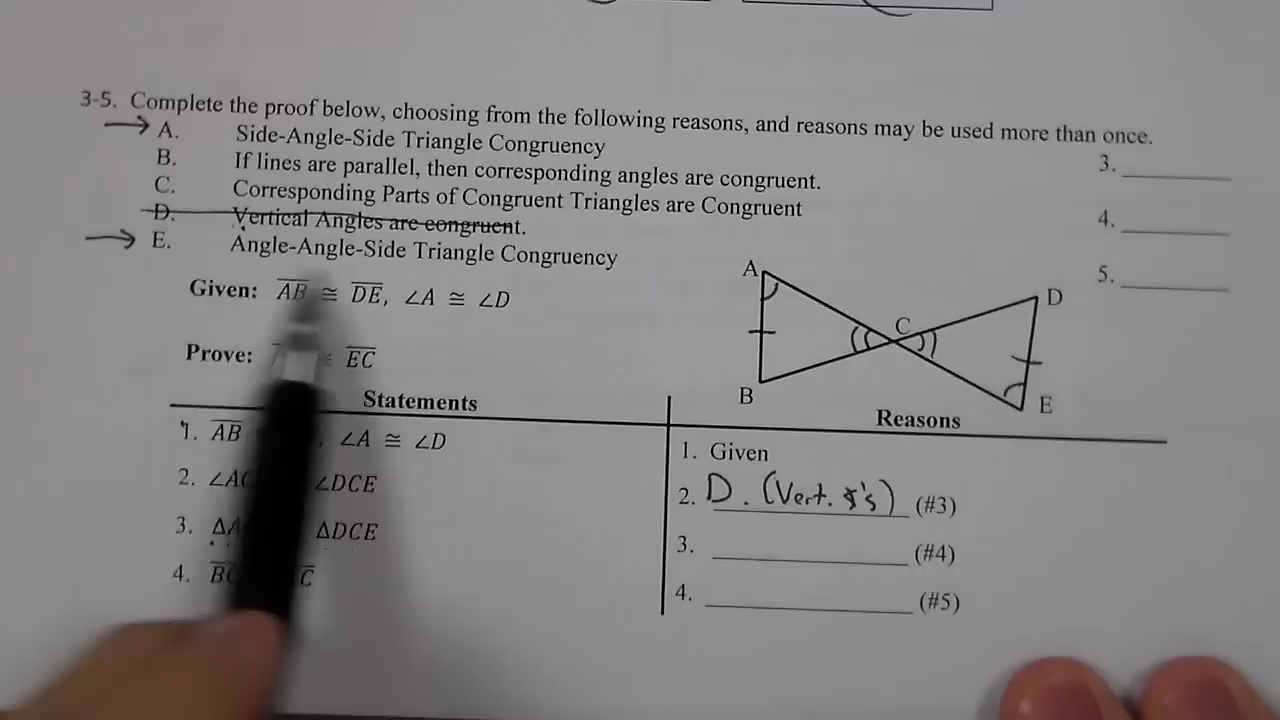 3-5. Complete the proof below, choosing from the following reasons, and reasons may be used more than once.
A. Side-Angle-Side Triangle Congruency
B. If lines are parallel, then corresponding angles are congruent.
C. Corresponding Parts of Congruent Triangles are Congruent
D. Vertical Angles are congruent.
E. Angle-Angle-Side Triangle Congruency
3.
4.
5.
Given: AB ≅ DE, ∠A ≅ ∠D
Prove: ≅ EC
A
B
C
D
E
Statements
Reasons
1. AB , ∠A ≅ ∠D
1. Given
2. ∠DCE
2. D. (Vert. ∡'s) (#3)
3. ΔDCE
3. (#4)
4.
4. (#5)